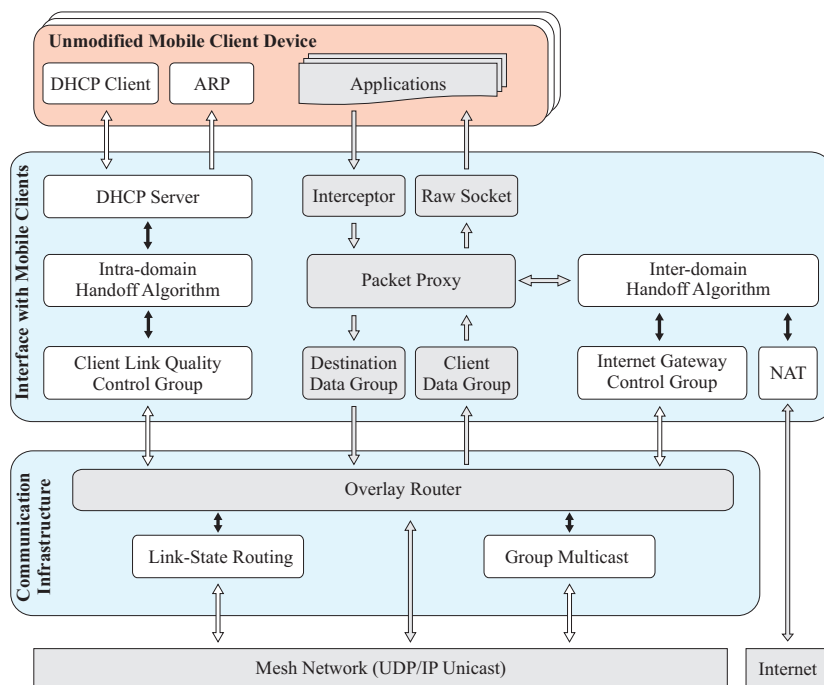 Unmodified Mobile Client Device
DHCP Client
ARP
Applications
Interface with Mobile Clients
DHCP Server
Interceptor
Raw Socket
Intra-domain
Handoff Algorithm
Packet Proxy
Inter-domain
Handoff Algorithm
Client Link Quality
Control Group
Destination
Data Group
Client
Data Group
Internet Gateway
Control Group
NAT
Communication
Infrastructure
Overlay Router
Link-State Routing
Group Multicast
Mesh Network (UDP/IP Unicast)
Internet